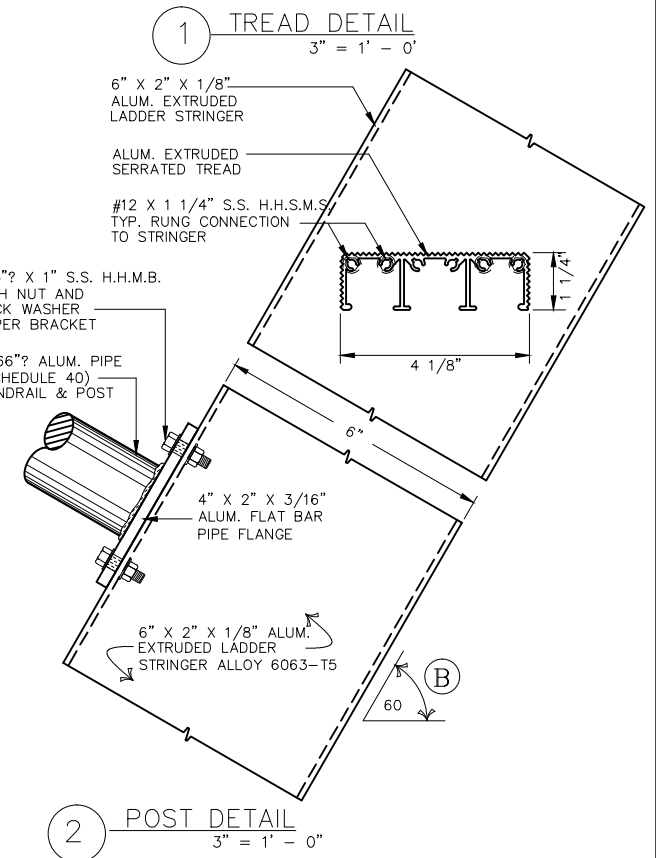 1 TREAD DETAIL
3" = 1' - 0'
6" X 2" X 1/8"
ALUM. EXTRUDED
LADDER STRINGER
ALUM. EXTRUDED
SERRATED TREAD
#12 X 1 1/4" S.S. H.H.S.M.S.
TYP. RUNG CONNECTION
TO STRINGER
1 1/4"
4 1/8"
"? X 1" S.S. H.H.M.B.
NUT AND
WASHER
BRACKET
66"? ALUM. PIPE
40)
& POST
6"
4" X 2" X 3/16"
ALUM. FLAT BAR
PIPE FLANGE
6" X 2" X 1/8" ALUM.
EXTRUDED LADDER
STRINGER ALLOY 6063-T5
B
60
2 POST DETAIL
3" = 1' - 0"